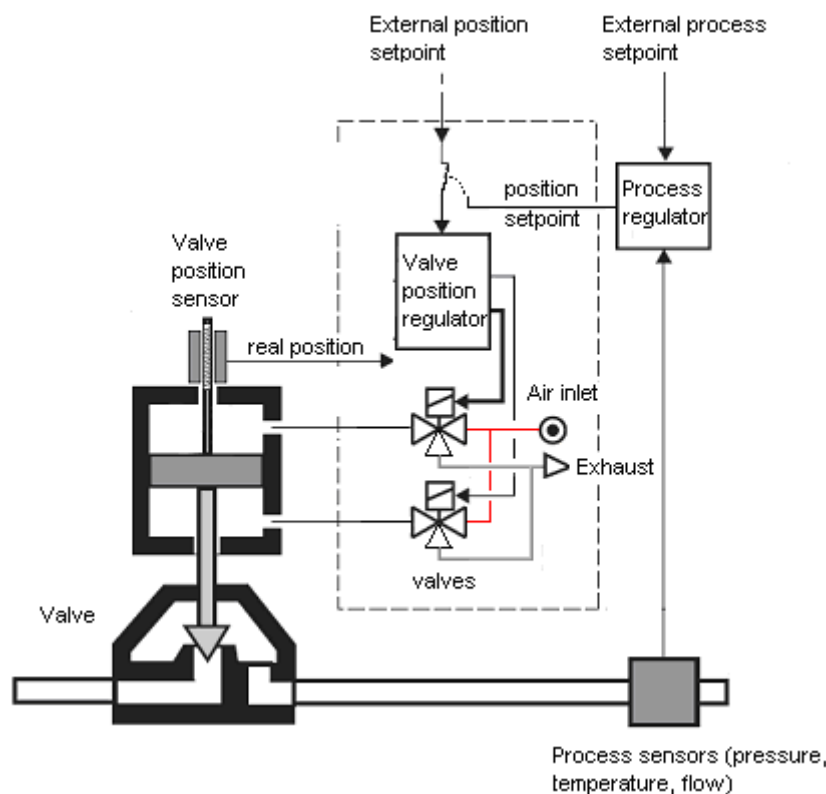 External position
setpoint
External process
setpoint
position
setpoint
Process
regulator
Valve
position
sensor
Valve
position
regulator
real position
Air inlet
Exhaust
valves
Valve
Process sensors (pressure,
temperature, flow)